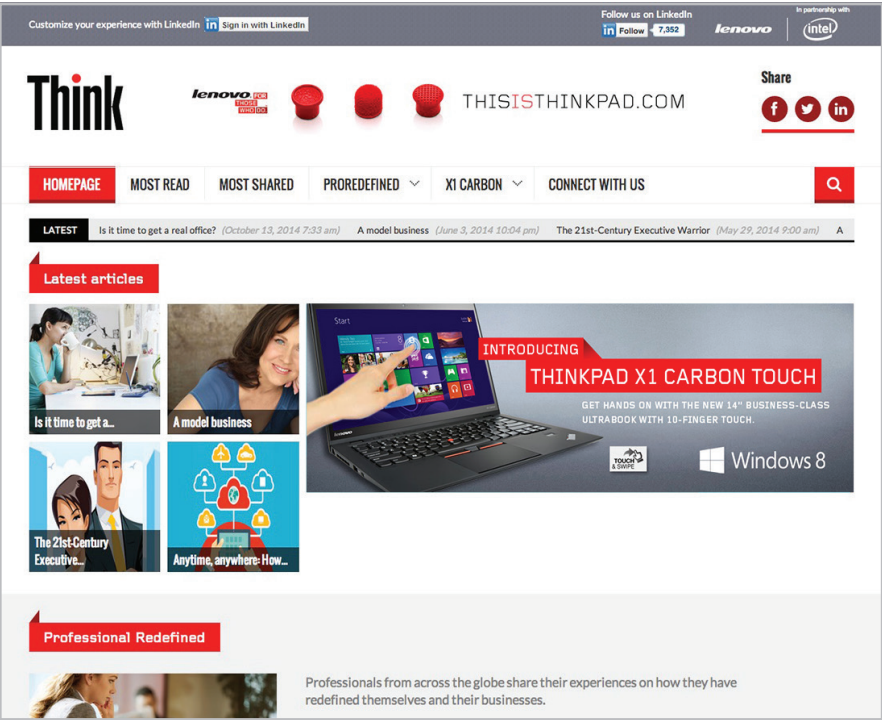 Customize your experience with LinkedIn in Sign in with LinkedIn
Follow us on LinkedIn
in Follow 7,352
lenovo
In partnership with
intel
Think
lenovo FOR
THOSE
WHO DO
THISISTHINKPAD.COM
Share
f in
HOMEPAGE MOST READ MOST SHARED PROREDEFINED X1 CARBON CONNECT WITH US
LATEST Is it time to get a real office? (October 13, 2014 7:33 am) A model business (June 3, 2014 10:04 pm) The 21st-Century Executive Warrior (May 29, 2014 9:00 am) A
Latest articles
Is it time to get a...
A model business
The 21st-Century
Executive...
Anytime, anywhere: How...
Start
lenovo
INTRODUCING
THINKPAD X1 CARBON TOUCH
GET HANDS ON WITH THE NEW 14" BUSINESS-CLASS
ULTRABOOK WITH 10-FINGER TOUCH.
TOUCH
& SWIPE
Windows 8
Professional Redefined
Professionals from across the globe share their experiences on how they have
redefined themselves and their businesses.